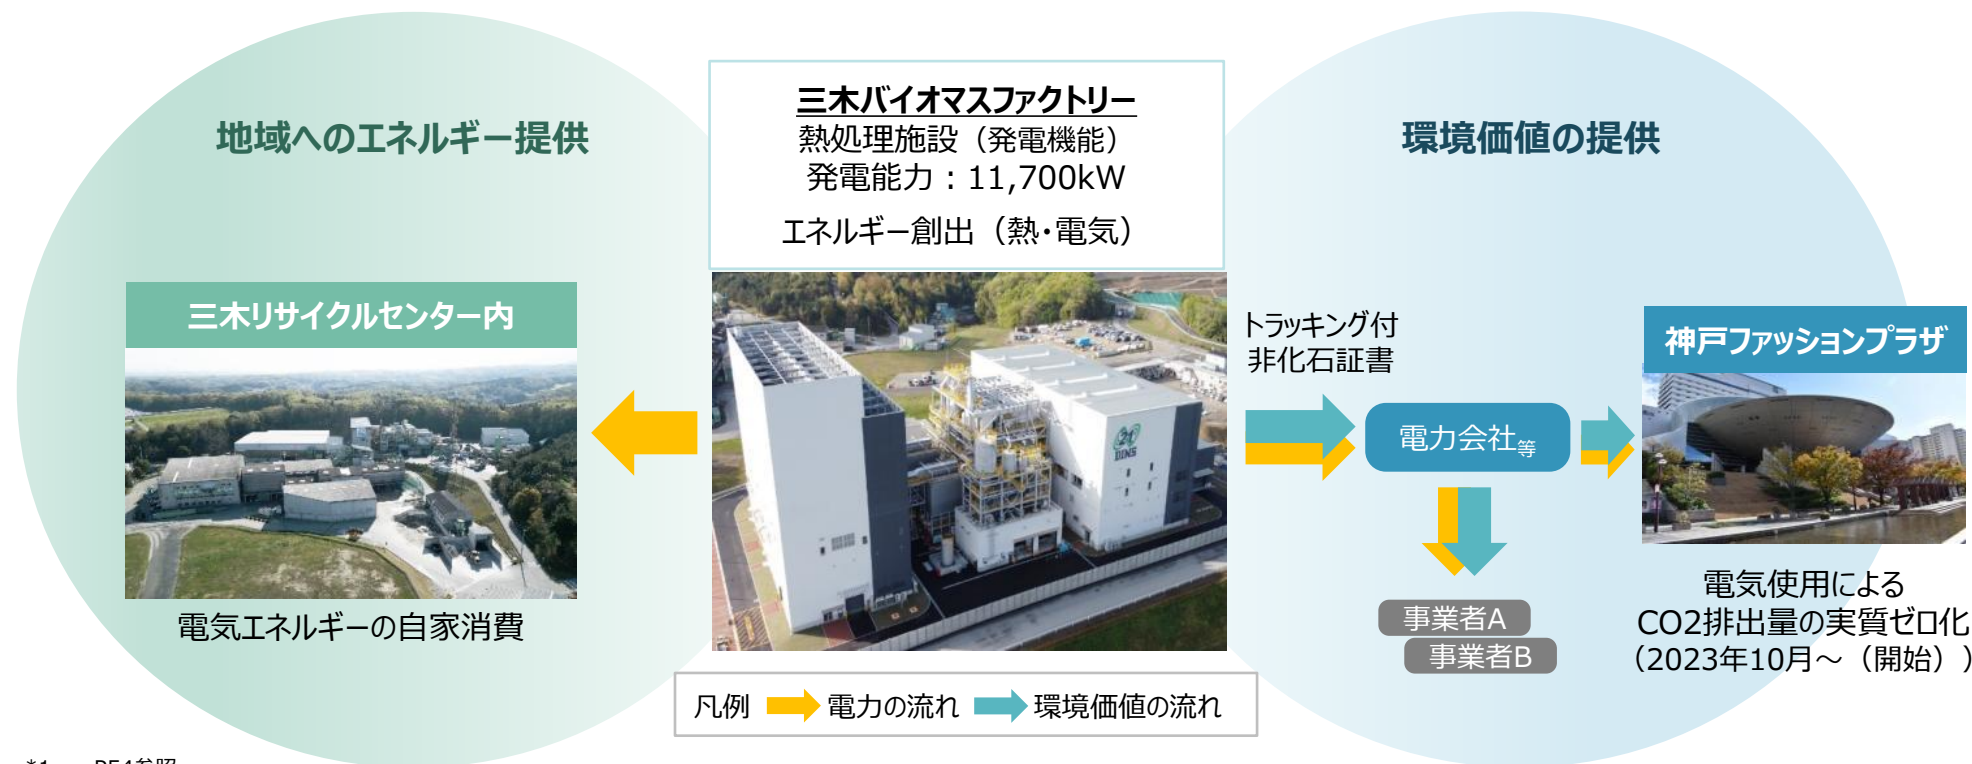 地域へのエネルギー提供
三木リサイクルセンター内
電気エネルギーの自家消費
三木バイオマスファクトリー
熱処理施設（発電機能）
発電能力：11,700kW
エネルギー創出（熱・電気）
DINS
環境価値の提供
トラッキング付
非化石証書
電力会社等
事業者A
事業者B
神戸ファッションプラザ
電気使用による
CO2排出量の実質ゼロ化
（2023年10月～（開始））
凡例 電力の流れ 環境価値の流れ
*1 P54参照